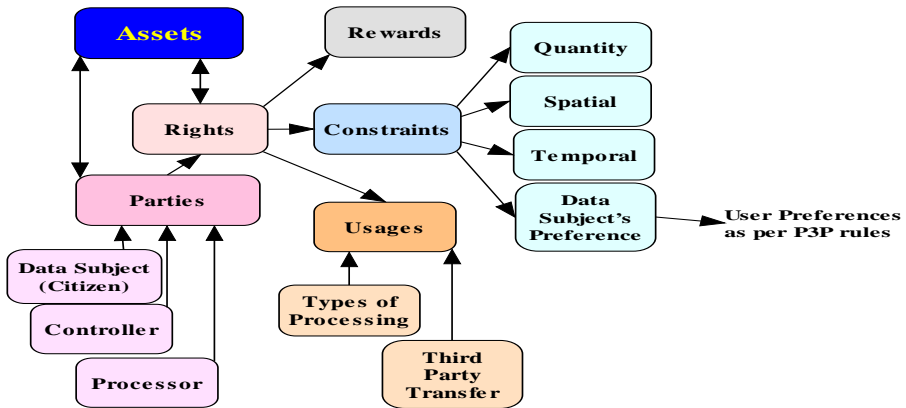 Assets
Rewards
Quantity
Spatial
Rights
Constraints
Temporal
Parties
Data
Subject's
Preference
User Preferences
as per P3P rules
Usages
Data Subject
(Citizen)
Types of
Processing
Controller
Third
Party
Transfer
Processor